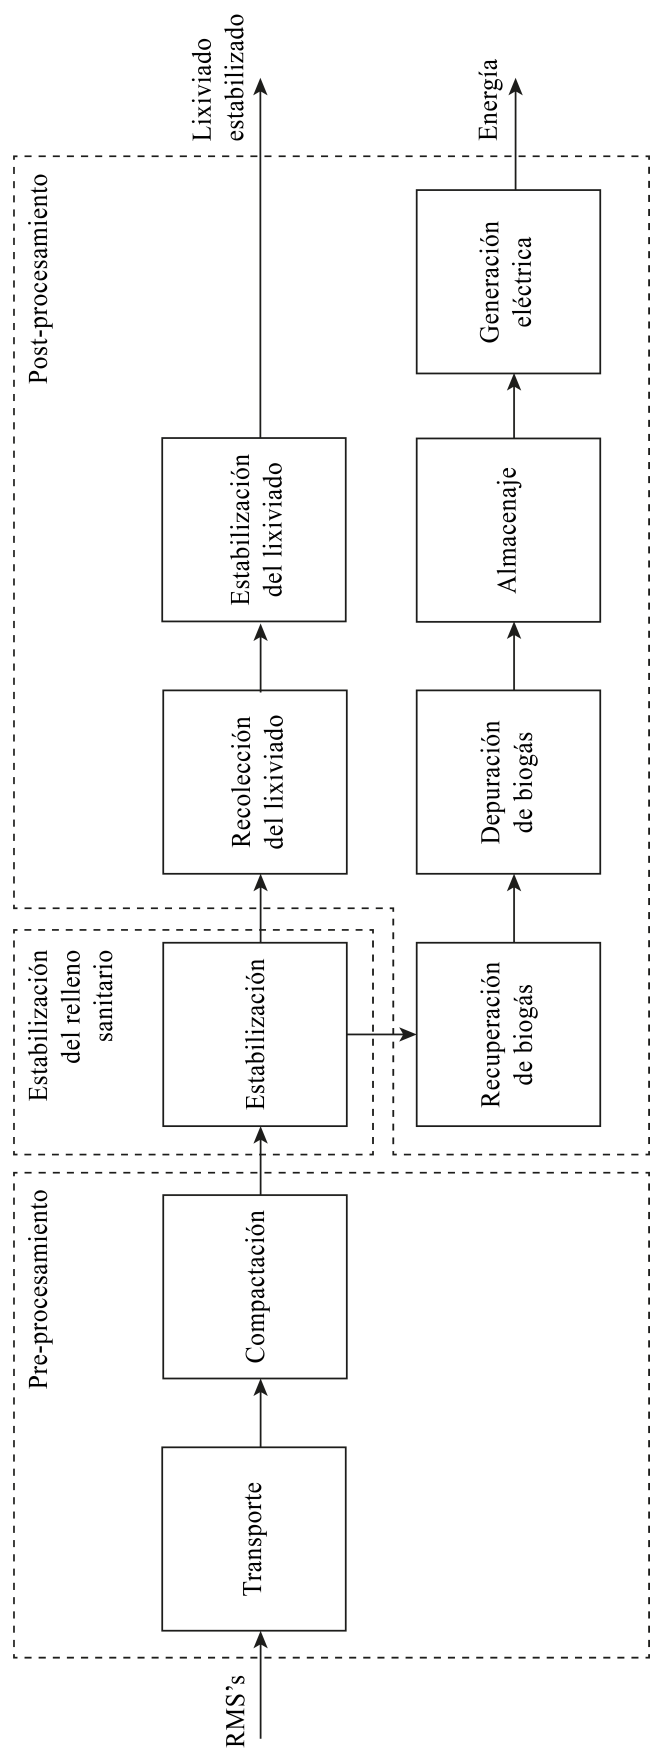 RMS's
Pre-procesamiento
Transporte
Compactación
Estabilización
del relleno
sanitario
Estabilización
Post-procesamiento
Recolección
del lixiviado
Estabilización
del lixiviado
Lixiviado
estabilizado
Recuperación
de biogás
Depuración
de biogás
Almacenaje
Generación
eléctrica
Energía